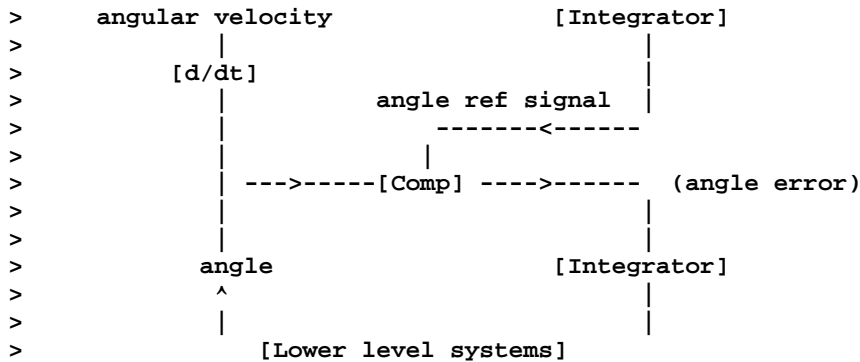 > angular velocity [Integrator]
> | |
> [d/dt] |
> | angle ref signal |
> | -------<------
> | |
> | --->-----[Comp] ---->------ (angle error)
> | |
> | |
> angle [Integrator]
> ^ |
> | |
> [Lower level systems]